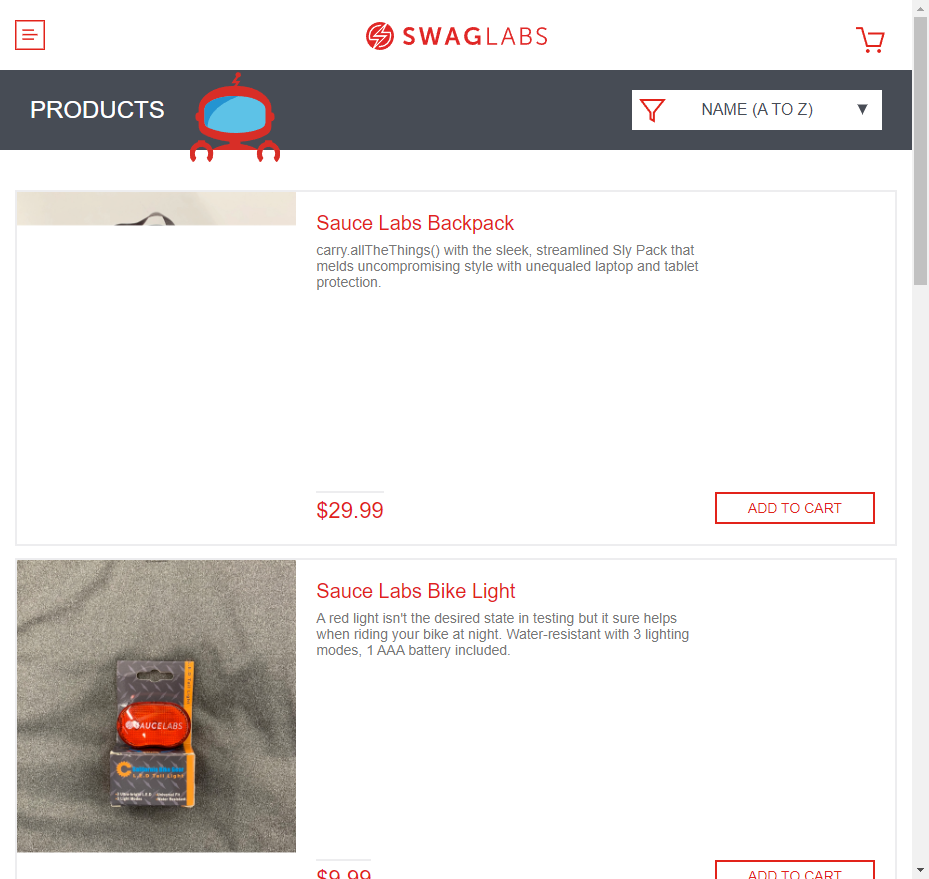 SWAGLABS
PRODUCTS
NAME (A TO Z)
Sauce Labs Backpack
carry.allTheThings() with the sleek, streamlined Sly Pack that
melds uncompromising style with unequaled laptop and tablet
protection.
$29.99
ADD TO CART
Sauce Labs Bike Light
A red light isn't the desired state in testing but it sure helps
when riding your bike at night. Water-resistant with 3 lighting
modes, 1 AAA battery included.
SAUCELABS
L.E.D Tail Light
$9.99
ADD TO CART